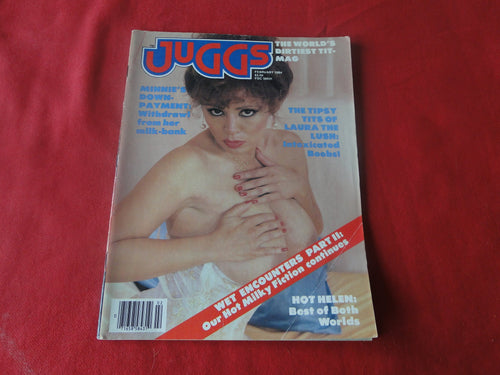 JUGGS
THE WORLD'S
DIRTIEST TIT-
MAG
FEBRUARY
MINNIE'S
DOWN-
PAYMENT:
Withdrawl
from her
milk-bank
THE TIPSY
TITS OF
LAURA THE
LUSH:
Intoxicated
Boobs!
WET ENCOUNTERS PART II:
Our Hot Milky Fiction continues
HOT HELEN:
Best of Both
Worlds
02